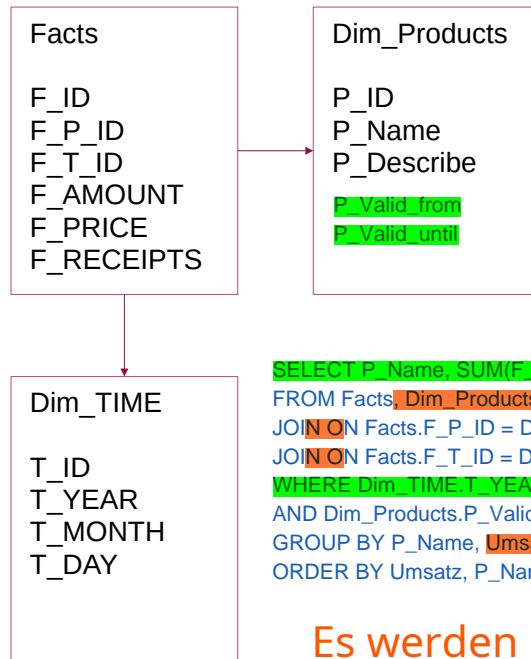 Facts
F_ID
F_P_ID
F_T_ID
F_AMOUNT
F_PRICE
F_RECEIPTS
Dim_Products
P_ID
P_Name
P_Describe
P_Valid_from
P_Valid_until
Dim_TIME
T_ID
T_YEAR
T_MONTH
T_DAY
SELECT P_Name, SUM(F_
FROM Facts, Dim_Products
JOIN ON Facts.F_P_ID = D
JOIN ON Facts.F_T_ID = D
WHERE Dim_TIME.T_YEA
AND Dim_Products.P_Valid
GROUP BY P_Name, Umsa
ORDER BY Umsatz, P_Nam
Es werden